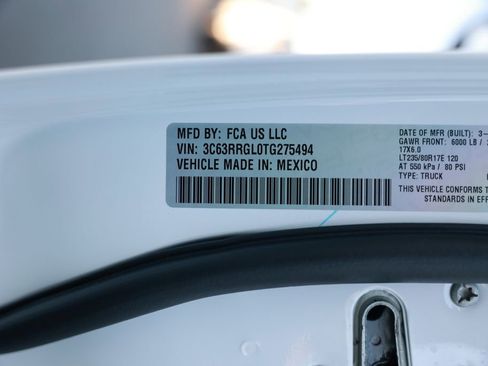 MFD BY: FCA US LLC
VIN: 3C63RRGL0TG275494
VEHICLE MADE IN: MEXICO
DATE OF MFR (BUILT): 3-
GAWR FRONT: 6000 LB /
17X6.0
LT235/80R17E 120
AT 550 kPa / 80 PSI
TYPE: TRUCK
THIS VEHICLE CONFORMS
STANDARDS IN EFF